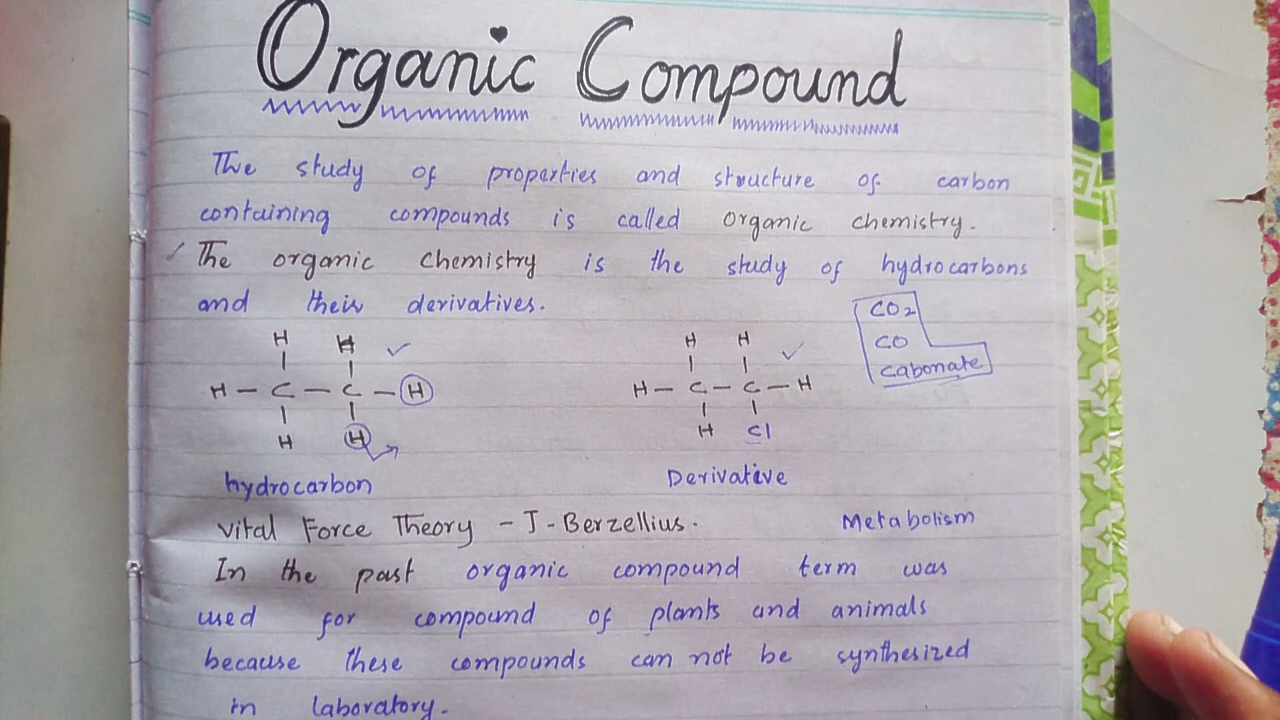 Organic Compound
The study of properties and structure of carbon
containing compounds is called organic chemistry.
The organic chemistry is the study of hydrocarbons
and their derivatives.
CO2
CO
cabonate
H H
H – C – C – H
H H
hydrocarbon
H H
H – C – C – H
H Cl
Derivative
Vital Force Theory – J - Berzellius.
Metabolism
In the past organic compound term was
used for compound of plants and animals
because these compounds can not be synthesized
in laboratory.